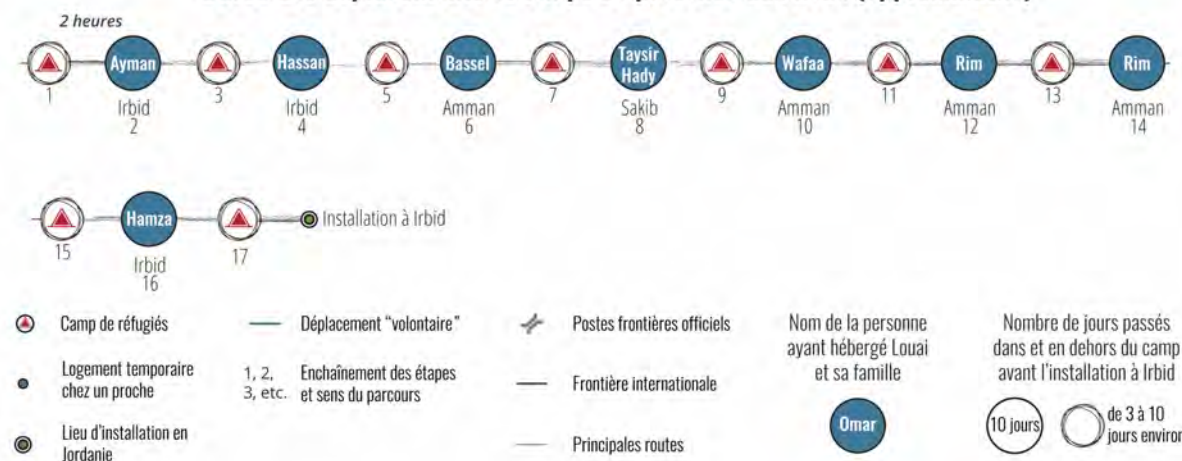 2 heures
Ayman
Hassan
Bassel
Taysir
Hady
Wafaa
Rim
Rim
1
Irbid
2
3
Irbid
4
5
Amman
6
7
Sakib
8
9
Amman
10
11
Amman
12
13
Amman
14
Hamza
Installation à Irbid
15
Irbid
16
17
Camp de réfugiés
Logement temporaire
chez un proche
Lieu d'installation en
Jordanie
Déplacement "volontaire"
1, 2,
3, etc.
Enchaînement des étapes
et sens du parcours
Postes frontières officiels
Frontière internationale
Principales routes
Nom de la personne
ayant hébergé Louai
et sa famille
Omar
Nombre de jours passés
dans et en dehors du camp
avant l'installation à Irbid
10 jours
de 3 à 10
jours environ